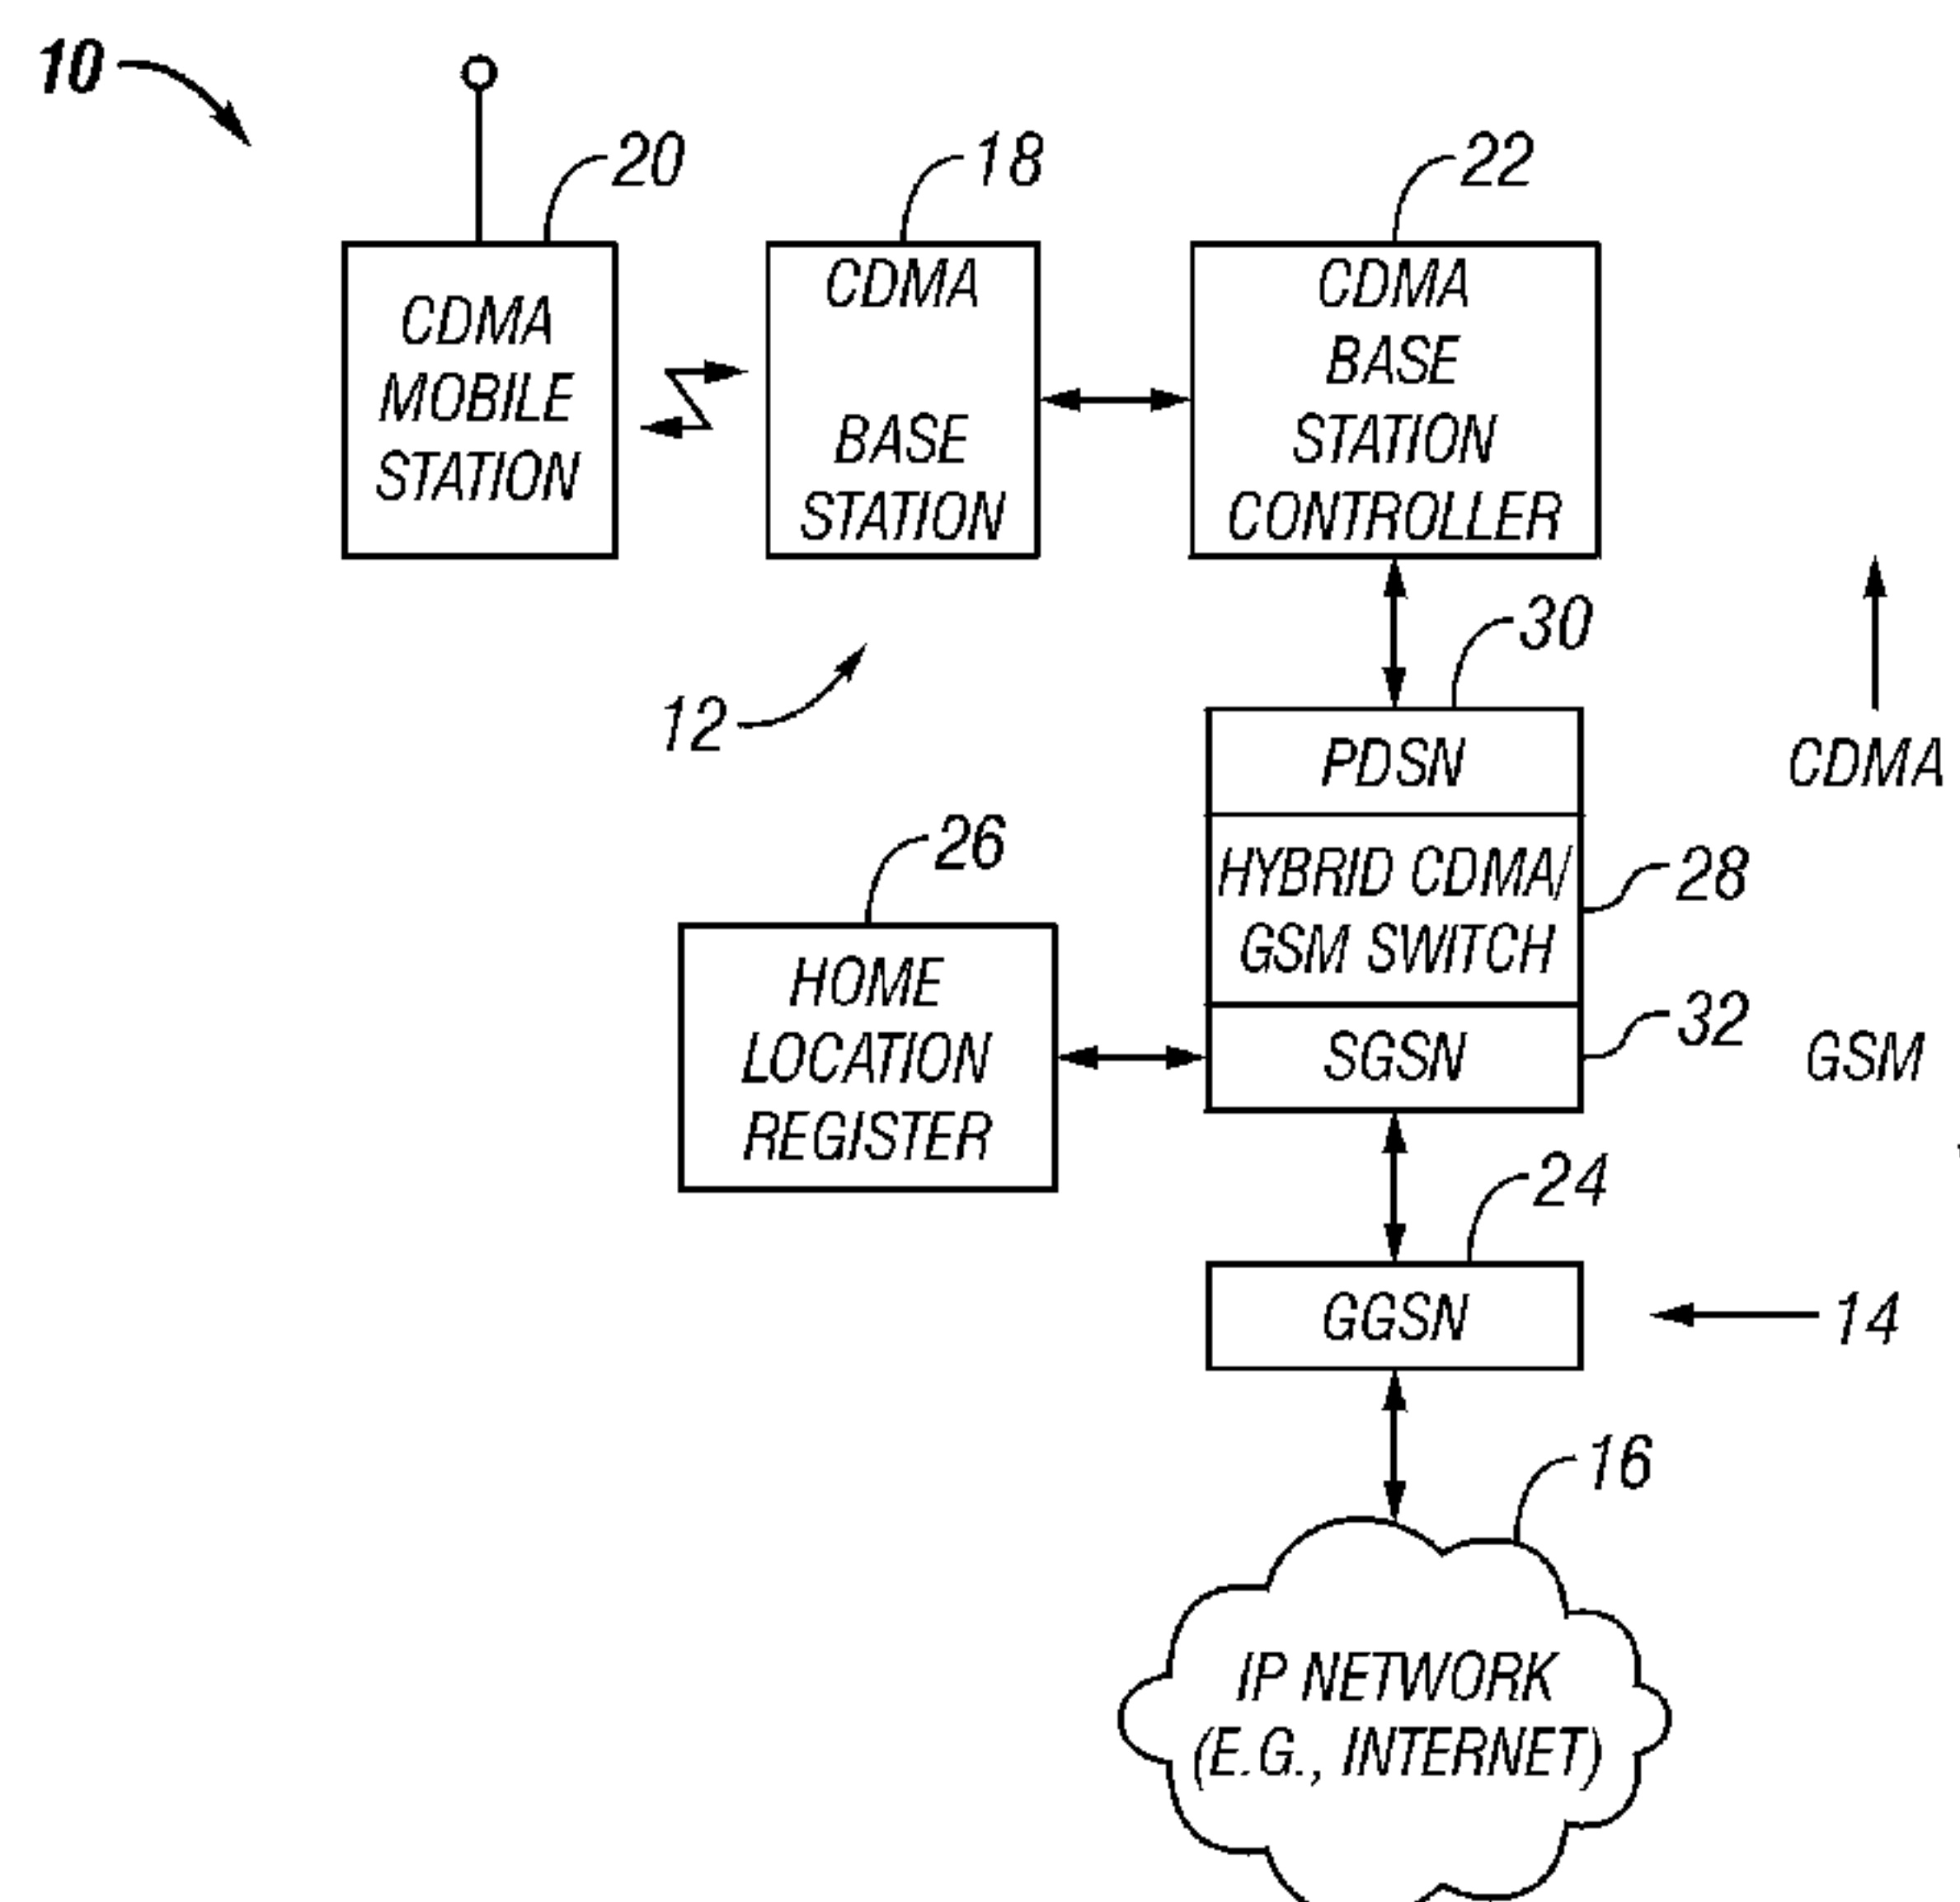 10
20
18
22
CDMA
MOBILE
STATION
CDMA
BASE
STATION
CDMA
BASE
STATION
CONTROLLER
30
12
PDSN
CDMA
26
HYBRID CDMA/
GSM SWITCH
28
HOME
LOCATION
REGISTER
SGSN
32
GSM
24
GGSN
14
16
IP NETWORK
(E.G., INTERNET)